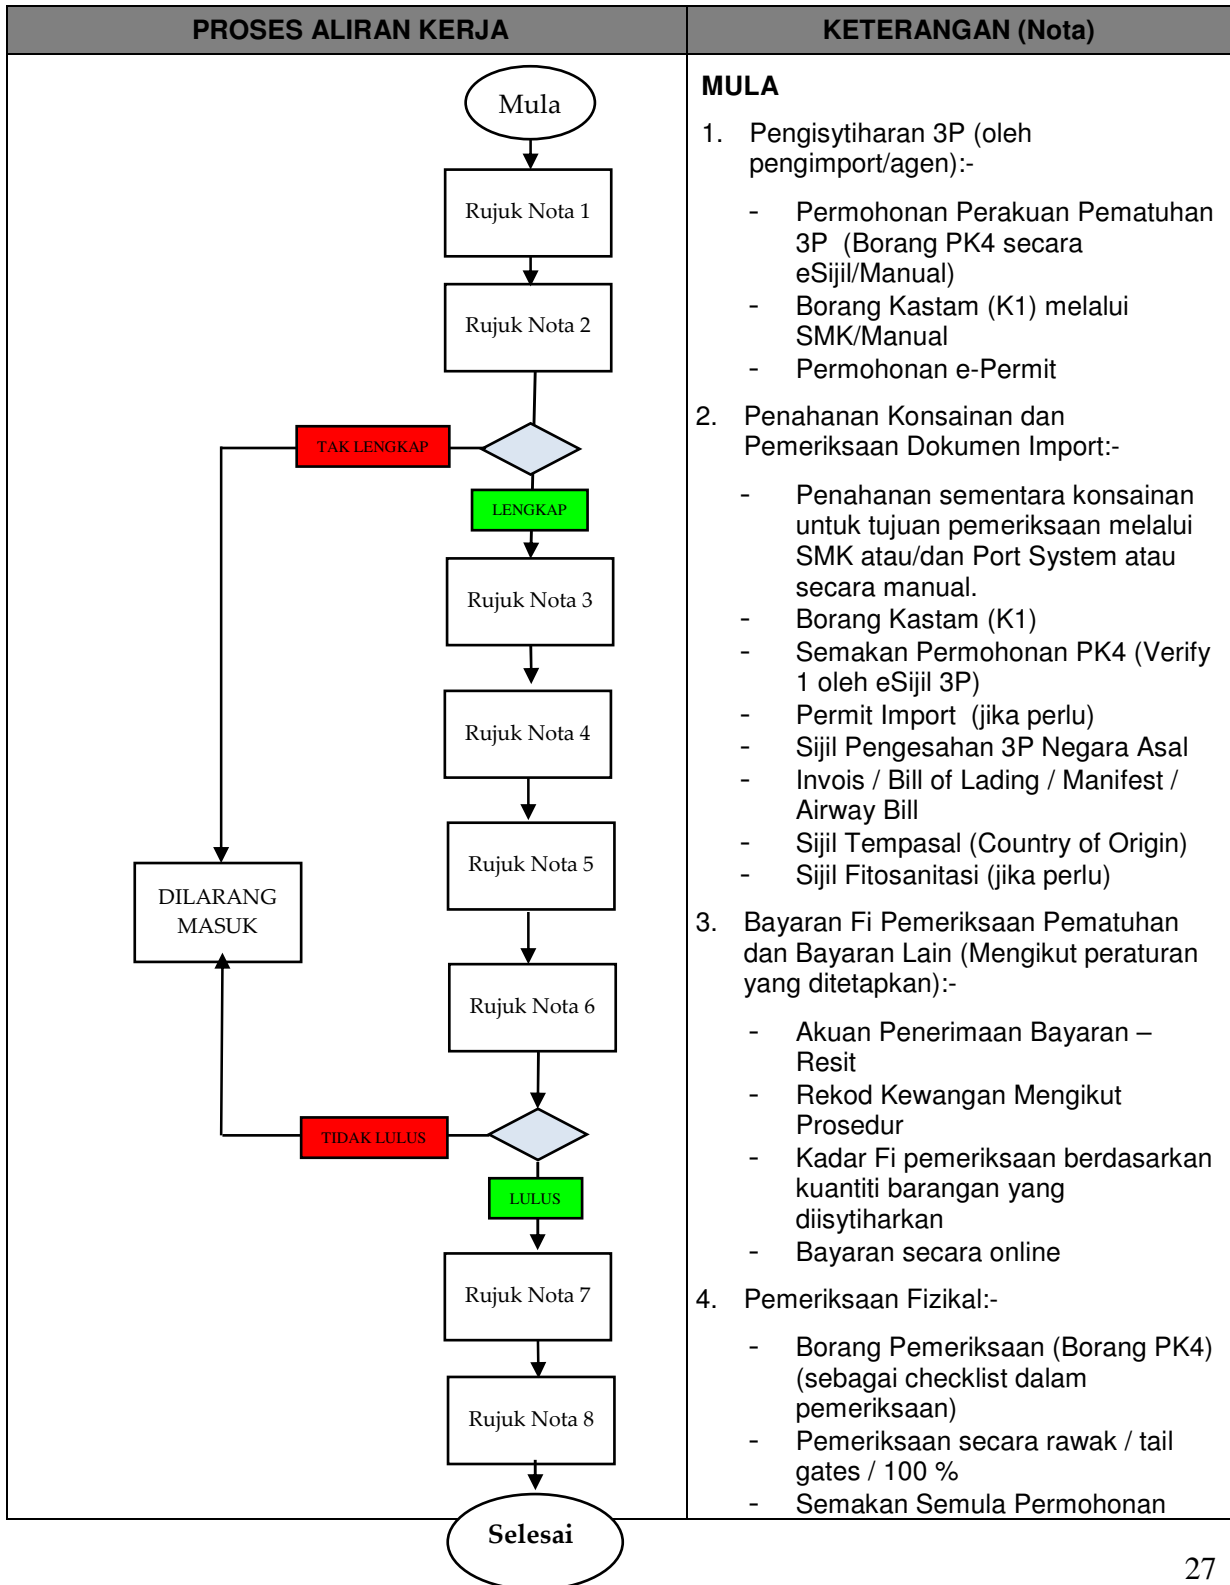 PROSES ALIRAN KERJA
KETERANGAN (Nota)
Mula
Rujuk Nota 1
Rujuk Nota 2
TAK LENGKAP
LENGKAP
Rujuk Nota 3
Rujuk Nota 4
Rujuk Nota 5
DILARANG
MASUK
Rujuk Nota 6
TIDAK LULUS
LULUS
Rujuk Nota 7
Rujuk Nota 8
Selesai
MULA
1. Pengisytiharan 3P (oleh
pengimport/agen):-
- Permohonan Perakuan Pematuhan
3P (Borang PK4 secara
eSijil/Manual)
- Borang Kastam (K1) melalui
SMK/Manual
- Permohonan e-Permit
2. Penahanan Konsainan dan
Pemeriksaan Dokumen Import:-
- Penahanan sementara konsainan
untuk tujuan pemeriksaan melalui
SMK atau/dan Port System atau
secara manual.
- Borang Kastam (K1)
- Semakan Permohonan PK4 (Verify
1 oleh eSijil 3P)
- Permit Import (jika perlu)
- Sijil Pengesahan 3P Negara Asal
- Invois / Bill of Lading / Manifest /
Airway Bill
- Sijil Tempasal (Country of Origin)
- Sijil Fitosanitasi (jika perlu)
3. Bayaran Fi Pemeriksaan Pematuhan
dan Bayaran Lain (Mengikut peraturan
yang ditetapkan):-
- Akuan Penerimaan Bayaran –
Resit
- Rekod Kewangan Mengikut
Prosedur
- Kadar Fi pemeriksaan berdasarkan
kuantiti barangan yang
diisytiharkan
- Bayaran secara online
4. Pemeriksaan Fizikal:-
- Borang Pemeriksaan (Borang PK4)
(sebagai checklist dalam
pemeriksaan)
- Pemeriksaan secara rawak / tail
gates / 100 %
- Semakan Semula Permohonan
27